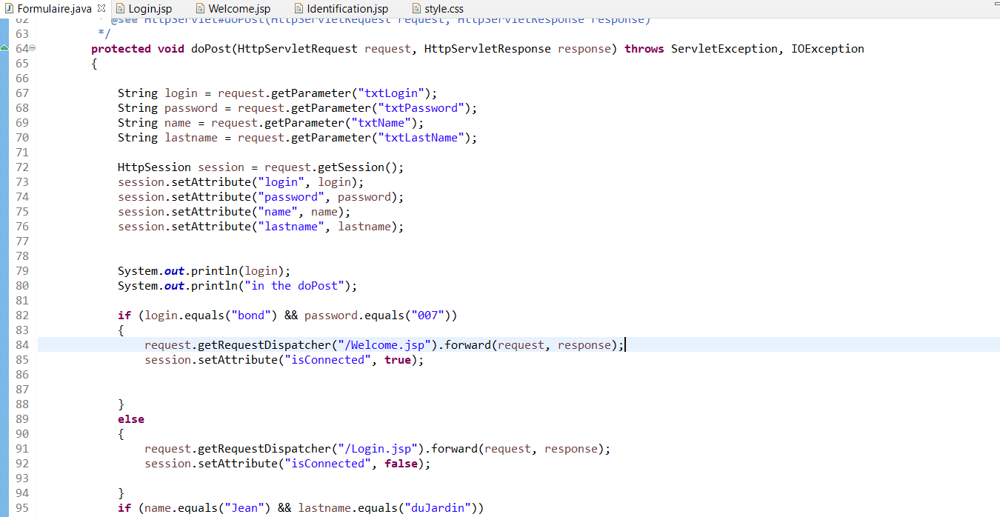 Formulaire.java Login.jsp Welcome.jsp Identification.jsp style.css
62 @see HttpServlet#doPost(HttpServletRequest request, HttpServletResponse response)
63 */
64 protected void doPost(HttpServletRequest request, HttpServletResponse response) throws ServletException, IOException
65 {
66
67 String login = request.getParameter("txtLogin");
68 String password = request.getParameter("txtPassword");
69 String name = request.getParameter("txtName");
70 String lastname = request.getParameter("txtLastName");
71
72 HttpSession session = request.getSession();
73 session.setAttribute("login", login);
74 session.setAttribute("password", password);
75 session.setAttribute("name", name);
76 session.setAttribute("lastname", lastname);
77
78
79 System.out.println(login);
80 System.out.println("in the doPost");
81
82 if (login.equals("bond") && password.equals("007"))
83 {
84 request.getRequestDispatcher("/Welcome.jsp").forward(request, response);
85 session.setAttribute("isConnected", true);
86
87
88 }
89 else
90 {
91 request.getRequestDispatcher("/Login.jsp").forward(request, response);
92 session.setAttribute("isConnected", false);
93
94 }
95 if (name.equals("Jean") && lastname.equals("duJardin"))